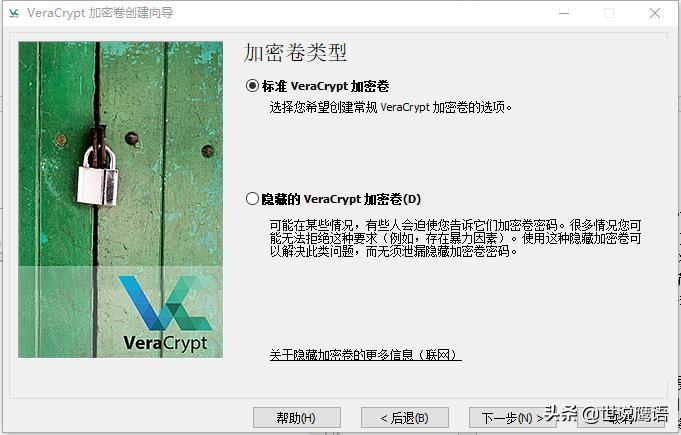 VeraCrypt 加密卷创建向导
加密卷类型
标准 VeraCrypt 加密卷
选择您希望创建常规 VeraCrypt 加密卷的选项。
隐藏的 VeraCrypt 加密卷(D)
可能在某些情况，有些人会迫使您告诉它们加密卷密码。很多情况您可
能无法拒绝这种要求（例如，存在暴力因素）。使用这种隐藏加密卷可
以解决此类问题，而无须泄漏隐藏加密卷密码。
VeraCrypt
关于隐藏加密卷的更多信息（联网）
帮助(H) < 后退(B) 下一步(N) >
头条 @世说鹰语